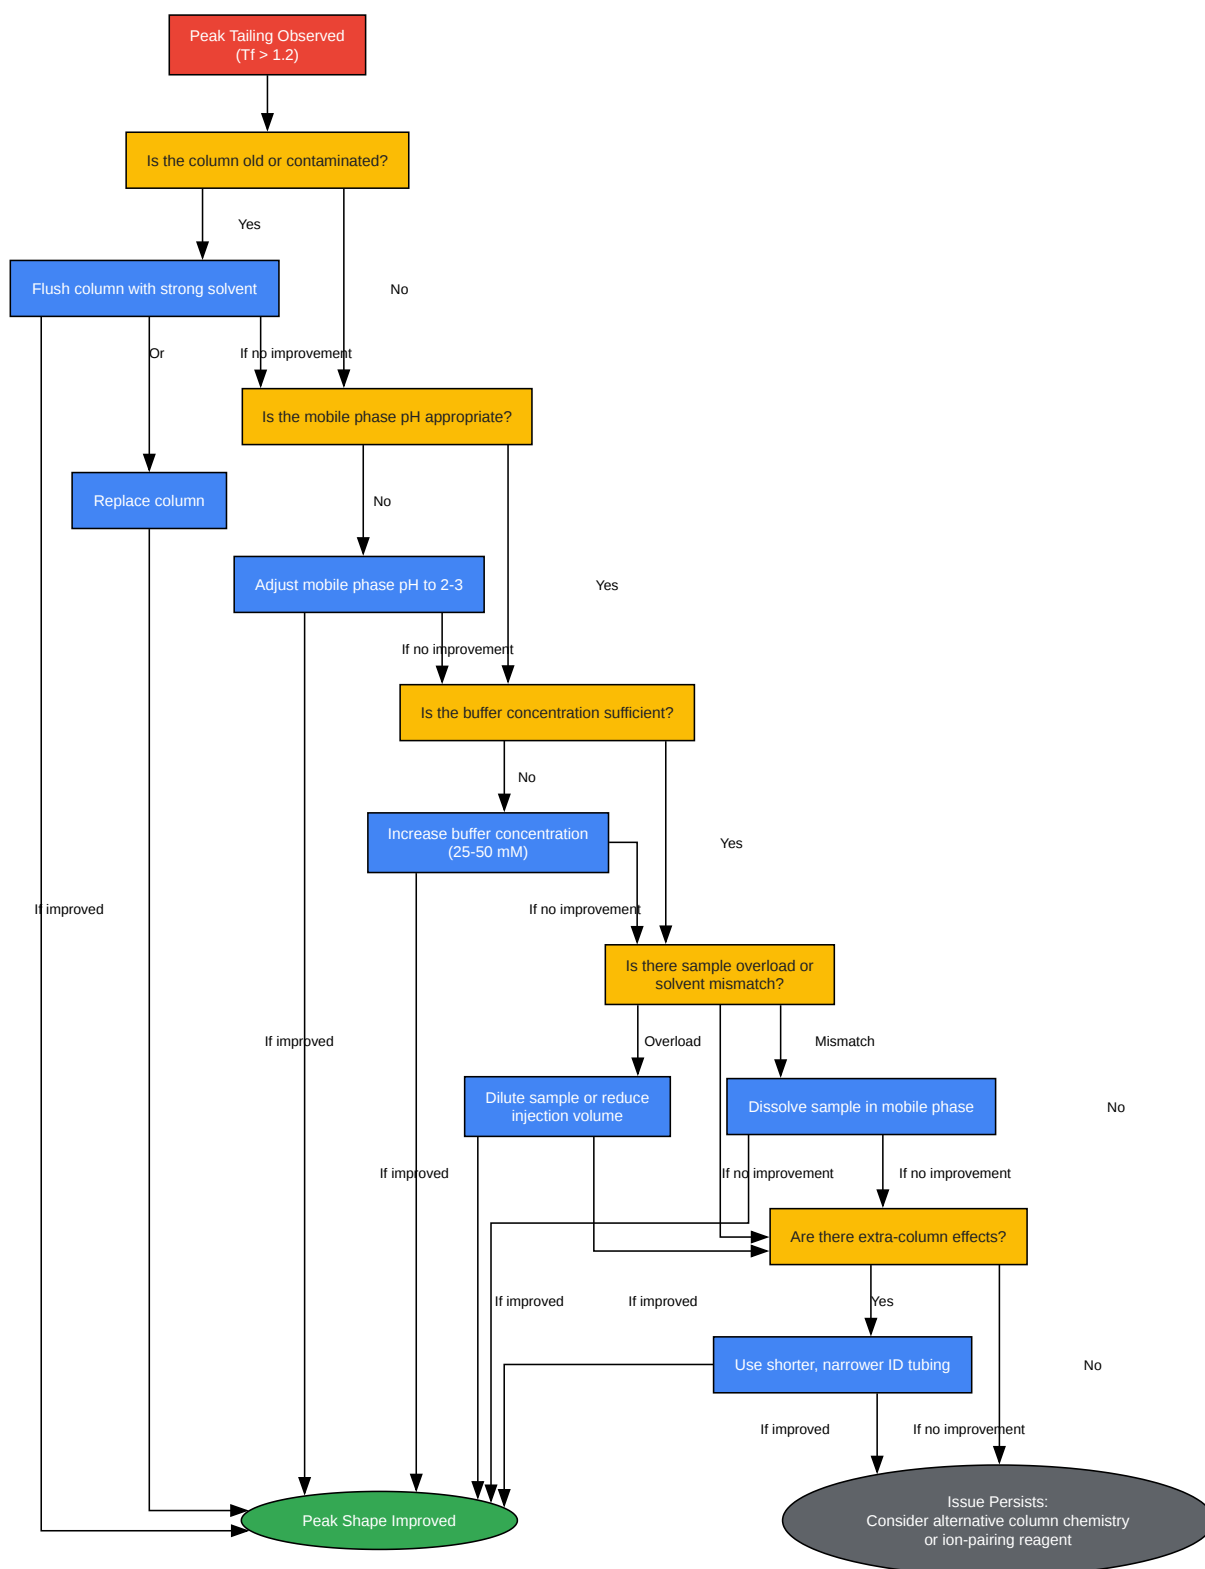 Peak Tailing Observed
(Tf > 1.2)
Is the column old or contaminated?
Yes
Flush column with strong solvent
No
Or
If no improvement
Is the mobile phase pH appropriate?
Replace column
No
Adjust mobile phase pH to 2-3
Yes
If no improvement
Is the buffer concentration sufficient?
No
Increase buffer concentration
(25-50 mM)
Yes
If improved
If no improvement
Is there sample overload or
solvent mismatch?
If improved
Overload
Mismatch
Dilute sample or reduce
injection volume
Dissolve sample in mobile phase
No
If improved
If no improvement
If no improvement
Are there extra-column effects?
If improved
If improved
Yes
Use shorter, narrower ID tubing
No
If improved
If no improvement
Peak Shape Improved
Issue Persists:
Consider alternative column chemistry
or ion-pairing reagent